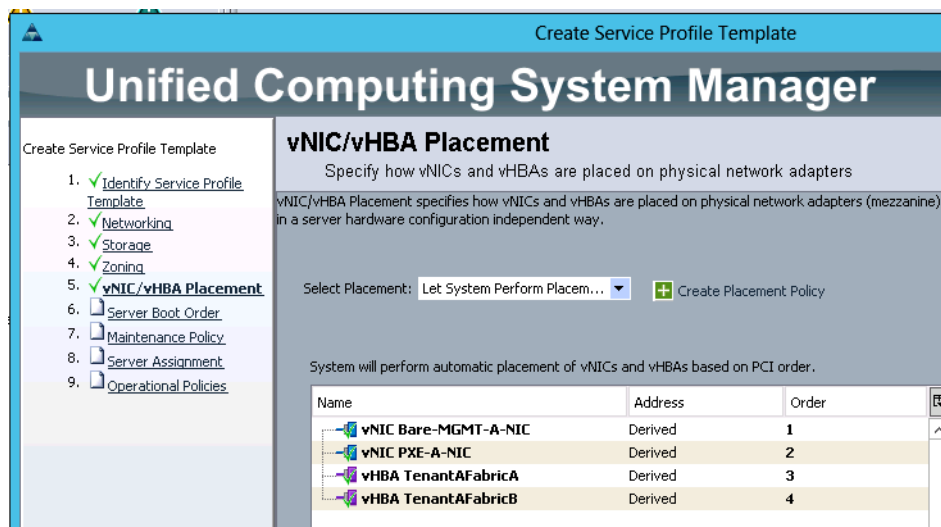 Create Service Profile Template
Unified Computing System Manager
Create Service Profile Template
1. Identify Service Profile
Template
2. Networking
3. Storage
4. Zoning
5. vNIC/vHBA Placement
6. Server Boot Order
7. Maintenance Policy
8. Server Assignment
9. Operational Policies
vNIC/vHBA Placement
Specify how vNICs and vHBAs are placed on physical network adapters
vNIC/vHBA Placement specifies how vNICs and vHBAs are placed on physical network adapters (mezzanine)
in a server hardware configuration independent way.
Select Placement: Let System Perform Placem... Create Placement Policy
System will perform automatic placement of vNICs and vHBAs based on PCI order.
Name Address Order
vNIC Bare-MGMT-A-NIC Derived 1
vNIC PXE-A-NIC Derived 2
vHBA TenantAFabricA Derived 3
vHBA TenantAFabricB Derived 4